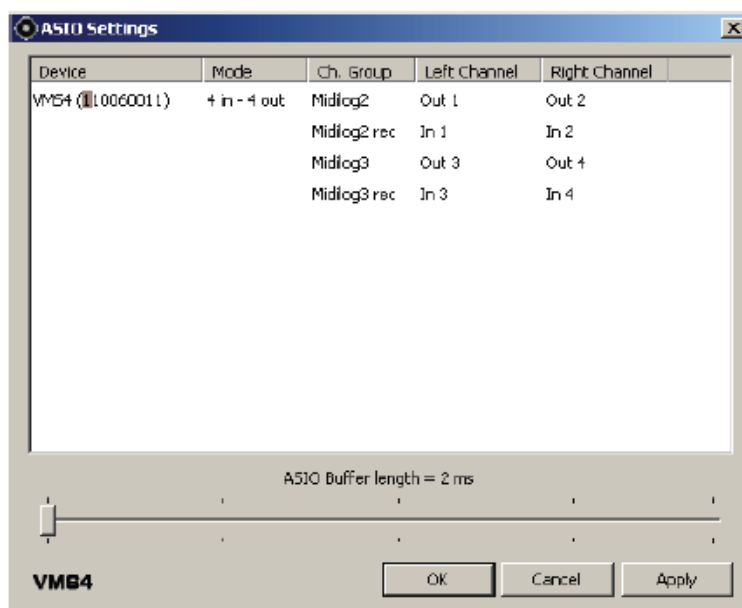 ASIO Settings
Device Mode Ch. Group Left Channel Right Channel
VMS4 (110060011) 4 in - 4 out Midilog2 Out 1 Out 2
Midilog2 rec In 1 In 2
Midilog3 Out 3 Out 4
Midilog3 rec In 3 In 4
ASIO Buffer length = 2 ms
VMS4 OK Cancel Apply